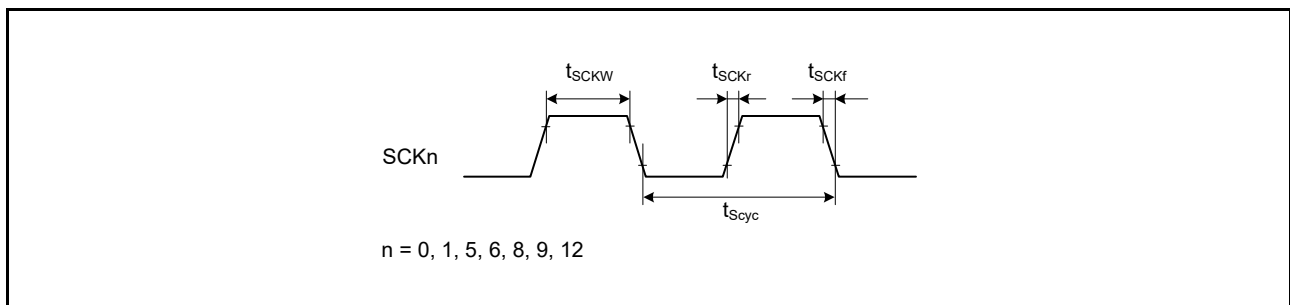 tSCKW tSCKr tSCKf
SCKn
tScyc
n = 0, 1, 5, 6, 8, 9, 12